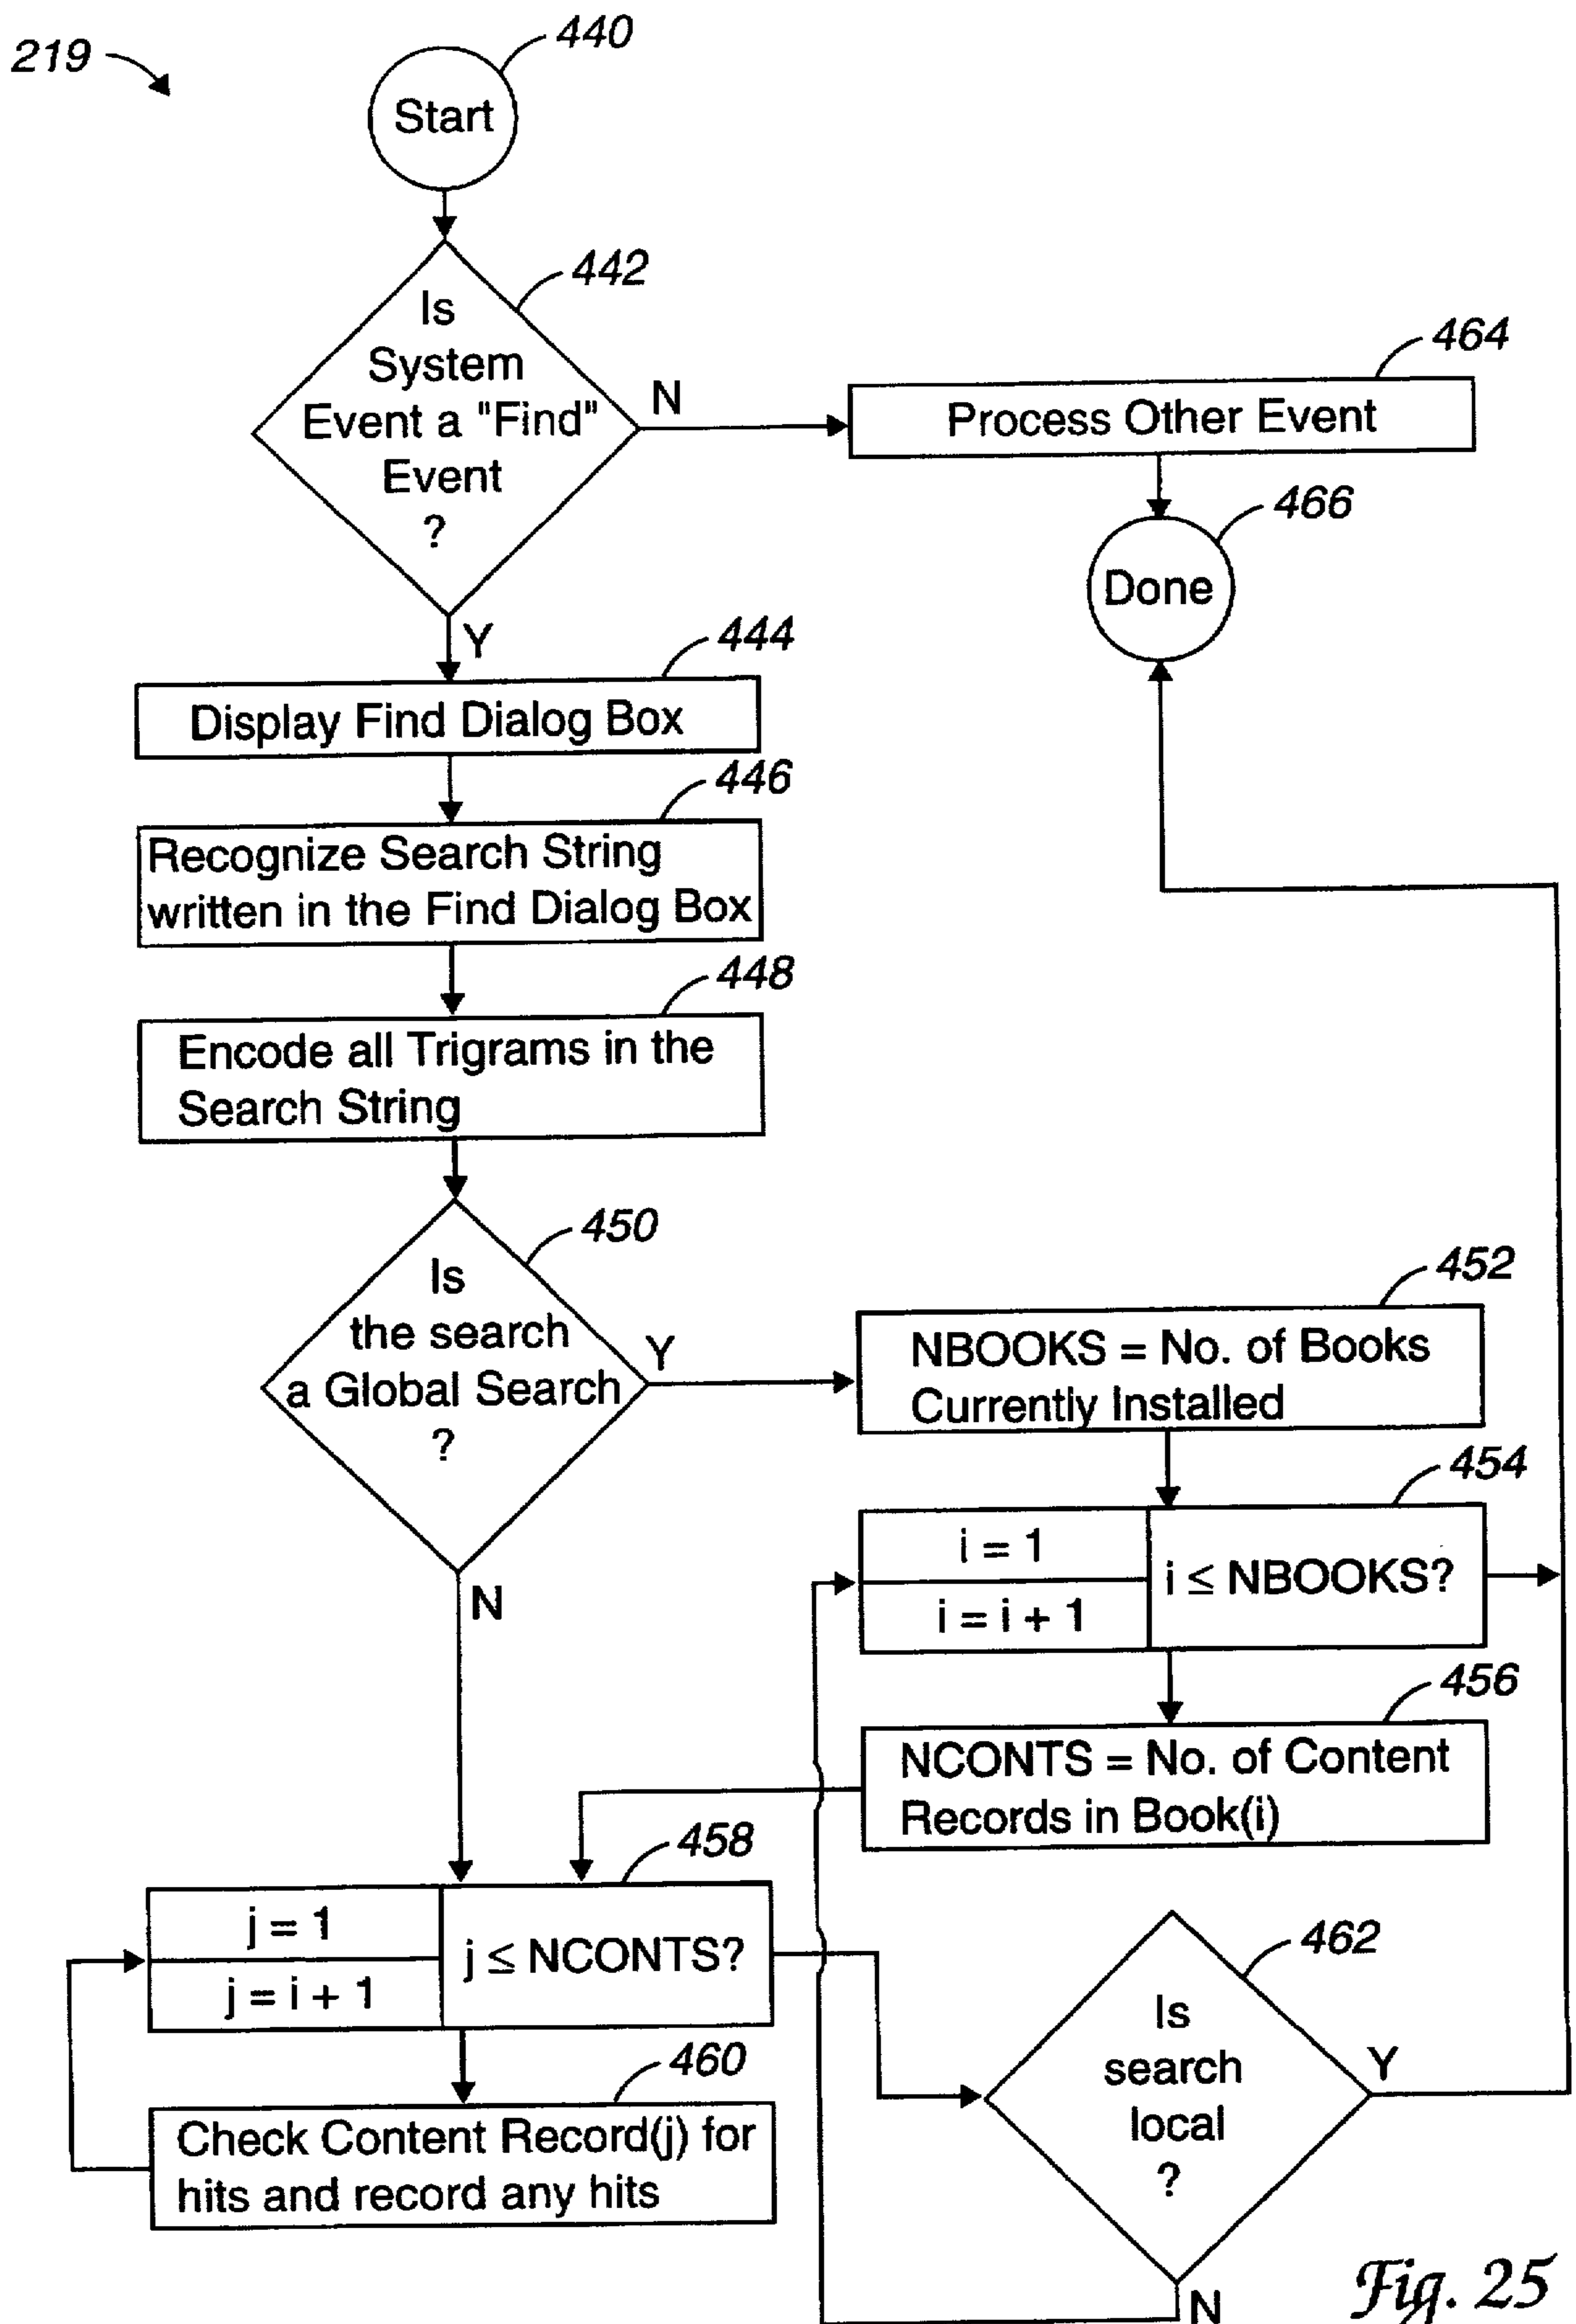 219
440
Start
442
Is
System
Event a "Find"
Event
?
N
Y
464
Process Other Event
466
Done
444
Display Find Dialog Box
446
Recognize Search String
written in the Find Dialog Box
448
Encode all Trigrams in the
Search String
450
Is
the search
a Global Search
?
Y
N
452
NBOOKS = No. of Books
Currently Installed
454
i = 1
i = i + 1
i ≤ NBOOKS?
456
NCONTS = No. of Content
Records in Book(i)
458
j = 1
j = i + 1
j ≤ NCONTS?
460
Check Content Record(j) for
hits and record any hits
462
Is
search
local
?
Y
N
Fig. 25